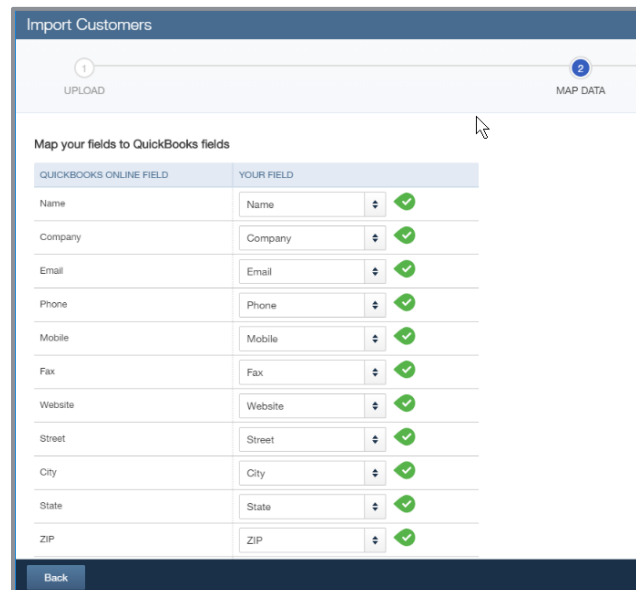 Import Customers
1
2
UPLOAD
MAP DATA
Map your fields to QuickBooks fields
QUICKBOOKS ONLINE FIELD YOUR FIELD
Name Name
Company Company
Email Email
Phone Phone
Mobile Mobile
Fax Fax
Website Website
Street Street
City City
State State
ZIP ZIP
Back